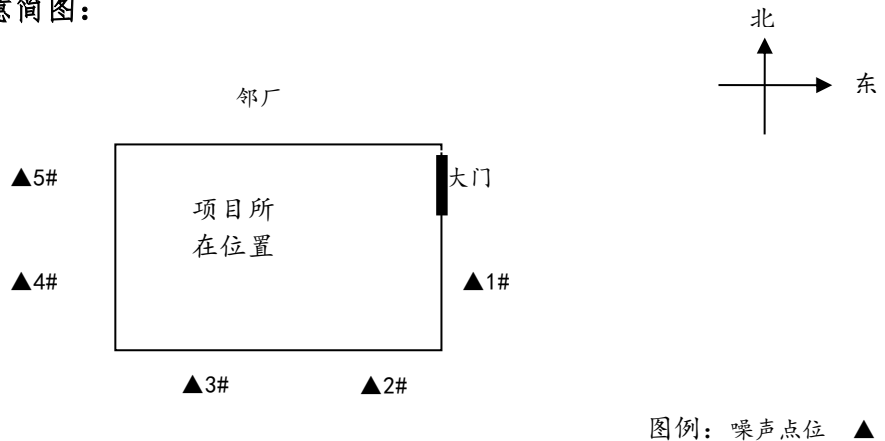 意简图：
北
东
邻厂
▲5#
大门
项目所
在位置
▲4#
▲1#
▲3#
▲2#
图例：噪声点位 ▲